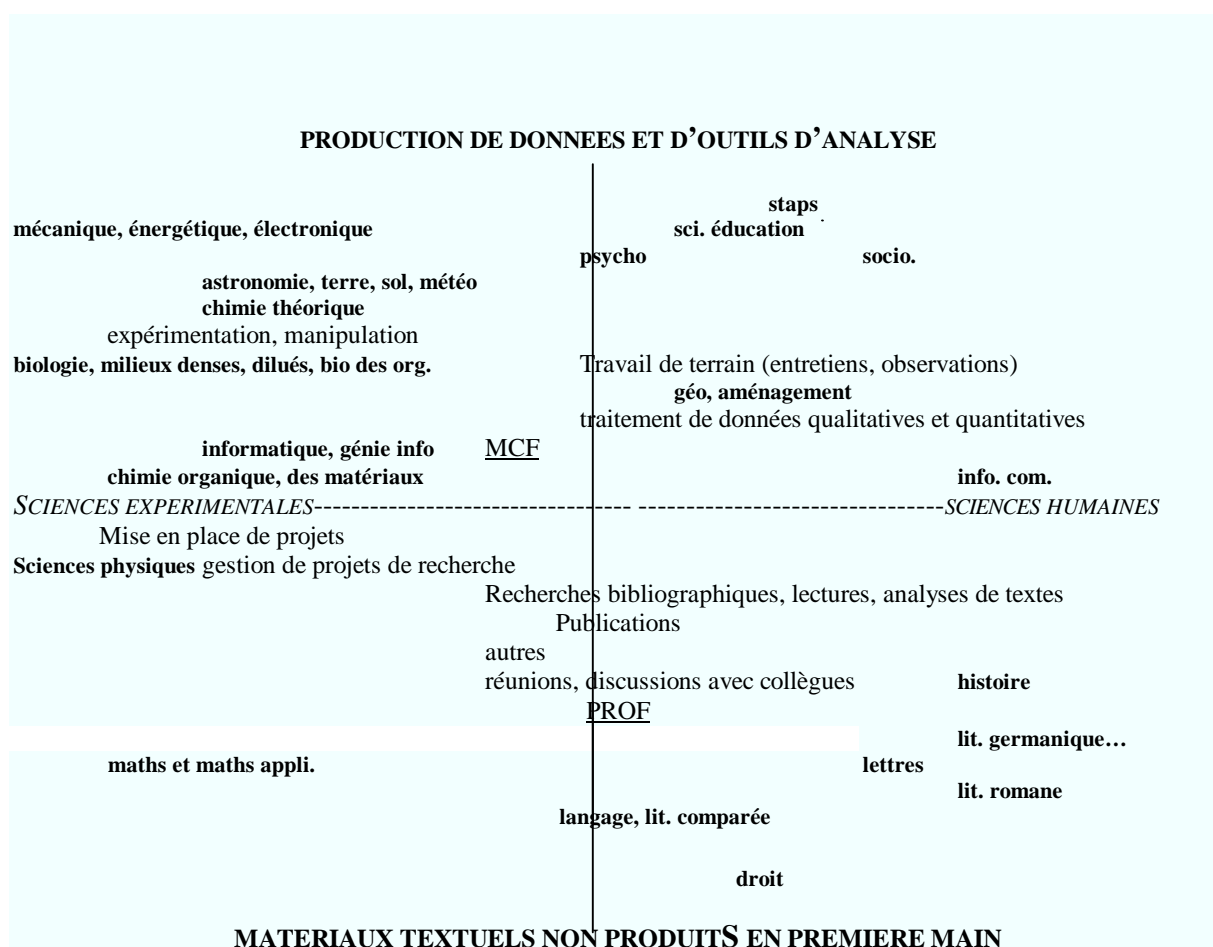 PRODUCTION DE DONNEES ET D’OUTILS D’ANALYSE
staps
mécanique, énergétique, électronique sci. éducation
psycho socio.
astronomie, terre, sol, météo
chimie théorique
expérimentation, manipulation
biologie, milieux denses, dilués, bio des org. Travail de terrain (entretiens, observations)
géo, aménagement
traitement de données qualitatives et quantitatives
informatique, génie info MCF
chimie organique, des matériaux info. com.
SCIENCES EXPERIMENTALES---------------------------------- --------------------------------SCIENCES HUMAINES
Mise en place de projets
Sciences physiques gestion de projets de recherche
Recherches bibliographiques, lectures, analyses de textes
Publications
autres
réunions, discussions avec collègues histoire
PROF
lit. germanique…
maths et maths appli. lettres
lit. romane
langage, lit. comparée
droit
MATERIAUX TEXTUELS NON PRODUITS EN PREMIERE MAIN